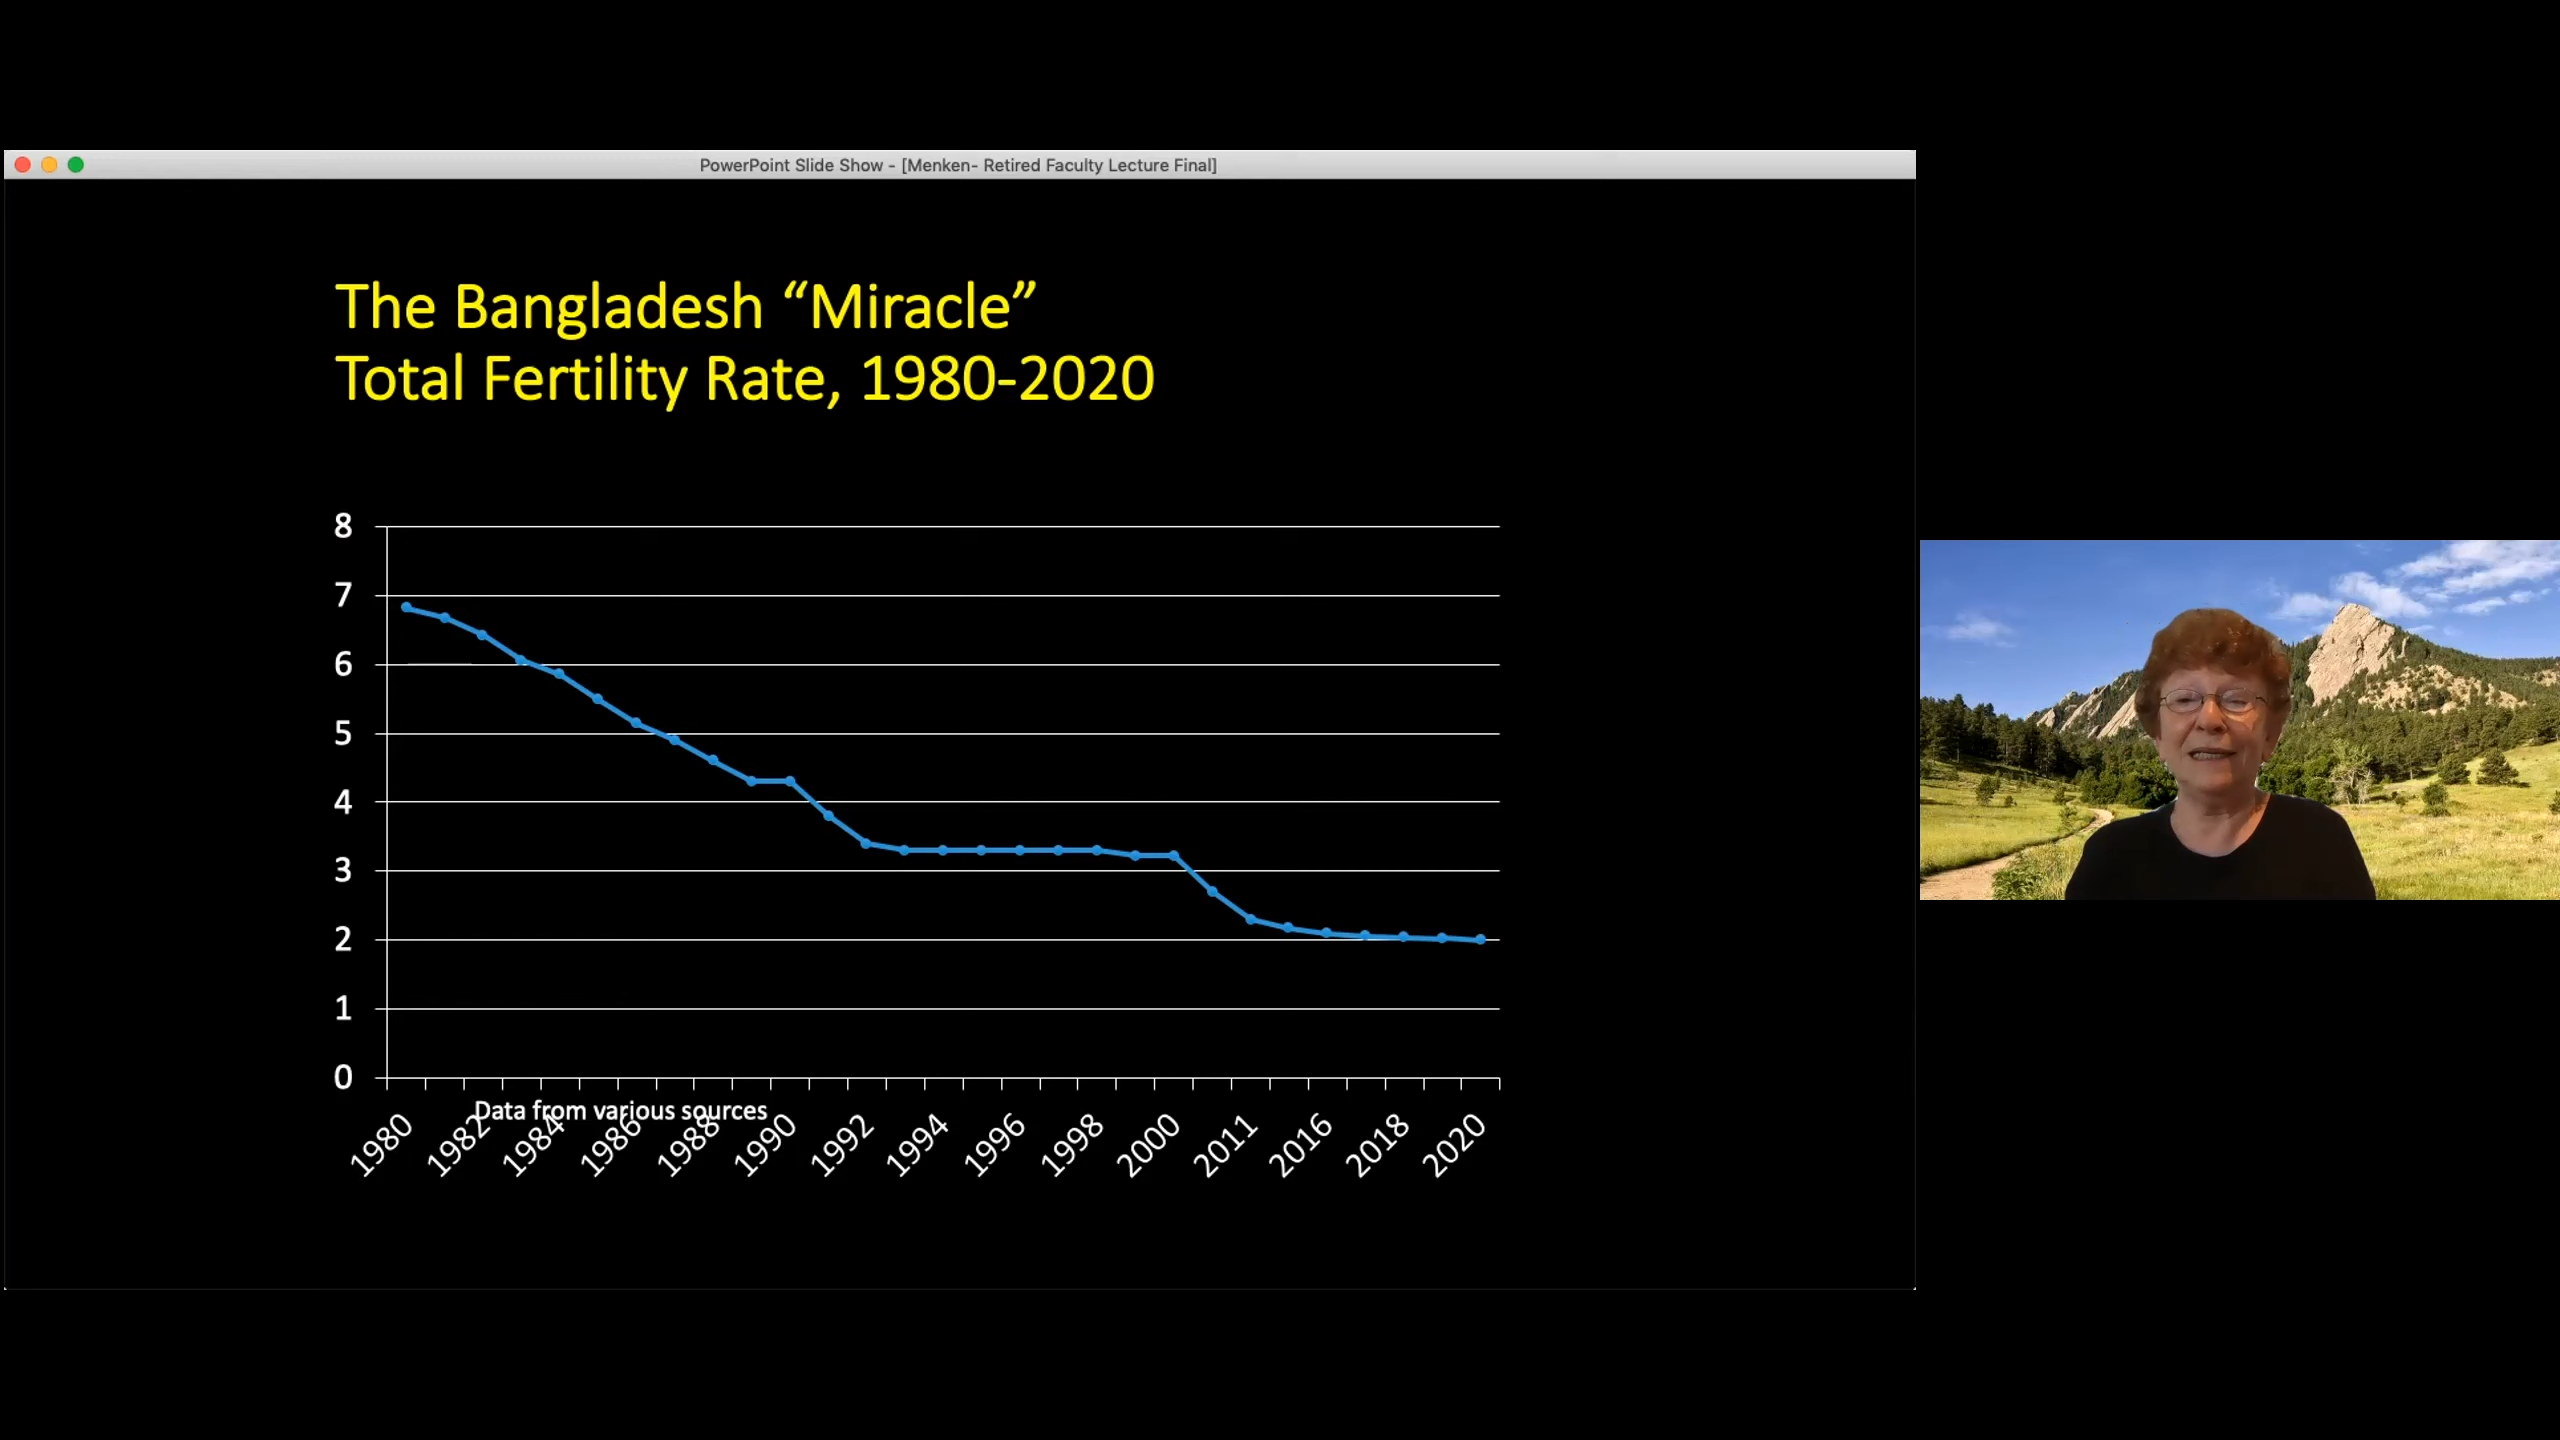 PowerPoint Slide Show - [Menken- Retired Faculty Lecture Final]
The Bangladesh “Miracle”
Total Fertility Rate, 1980-2020
8
7
6
5
4
3
2
1
0
Data from various sources
1980 1982 1984 1986 1988 1990 1992 1994 1996 1998 2000 2011 2016 2018 2020